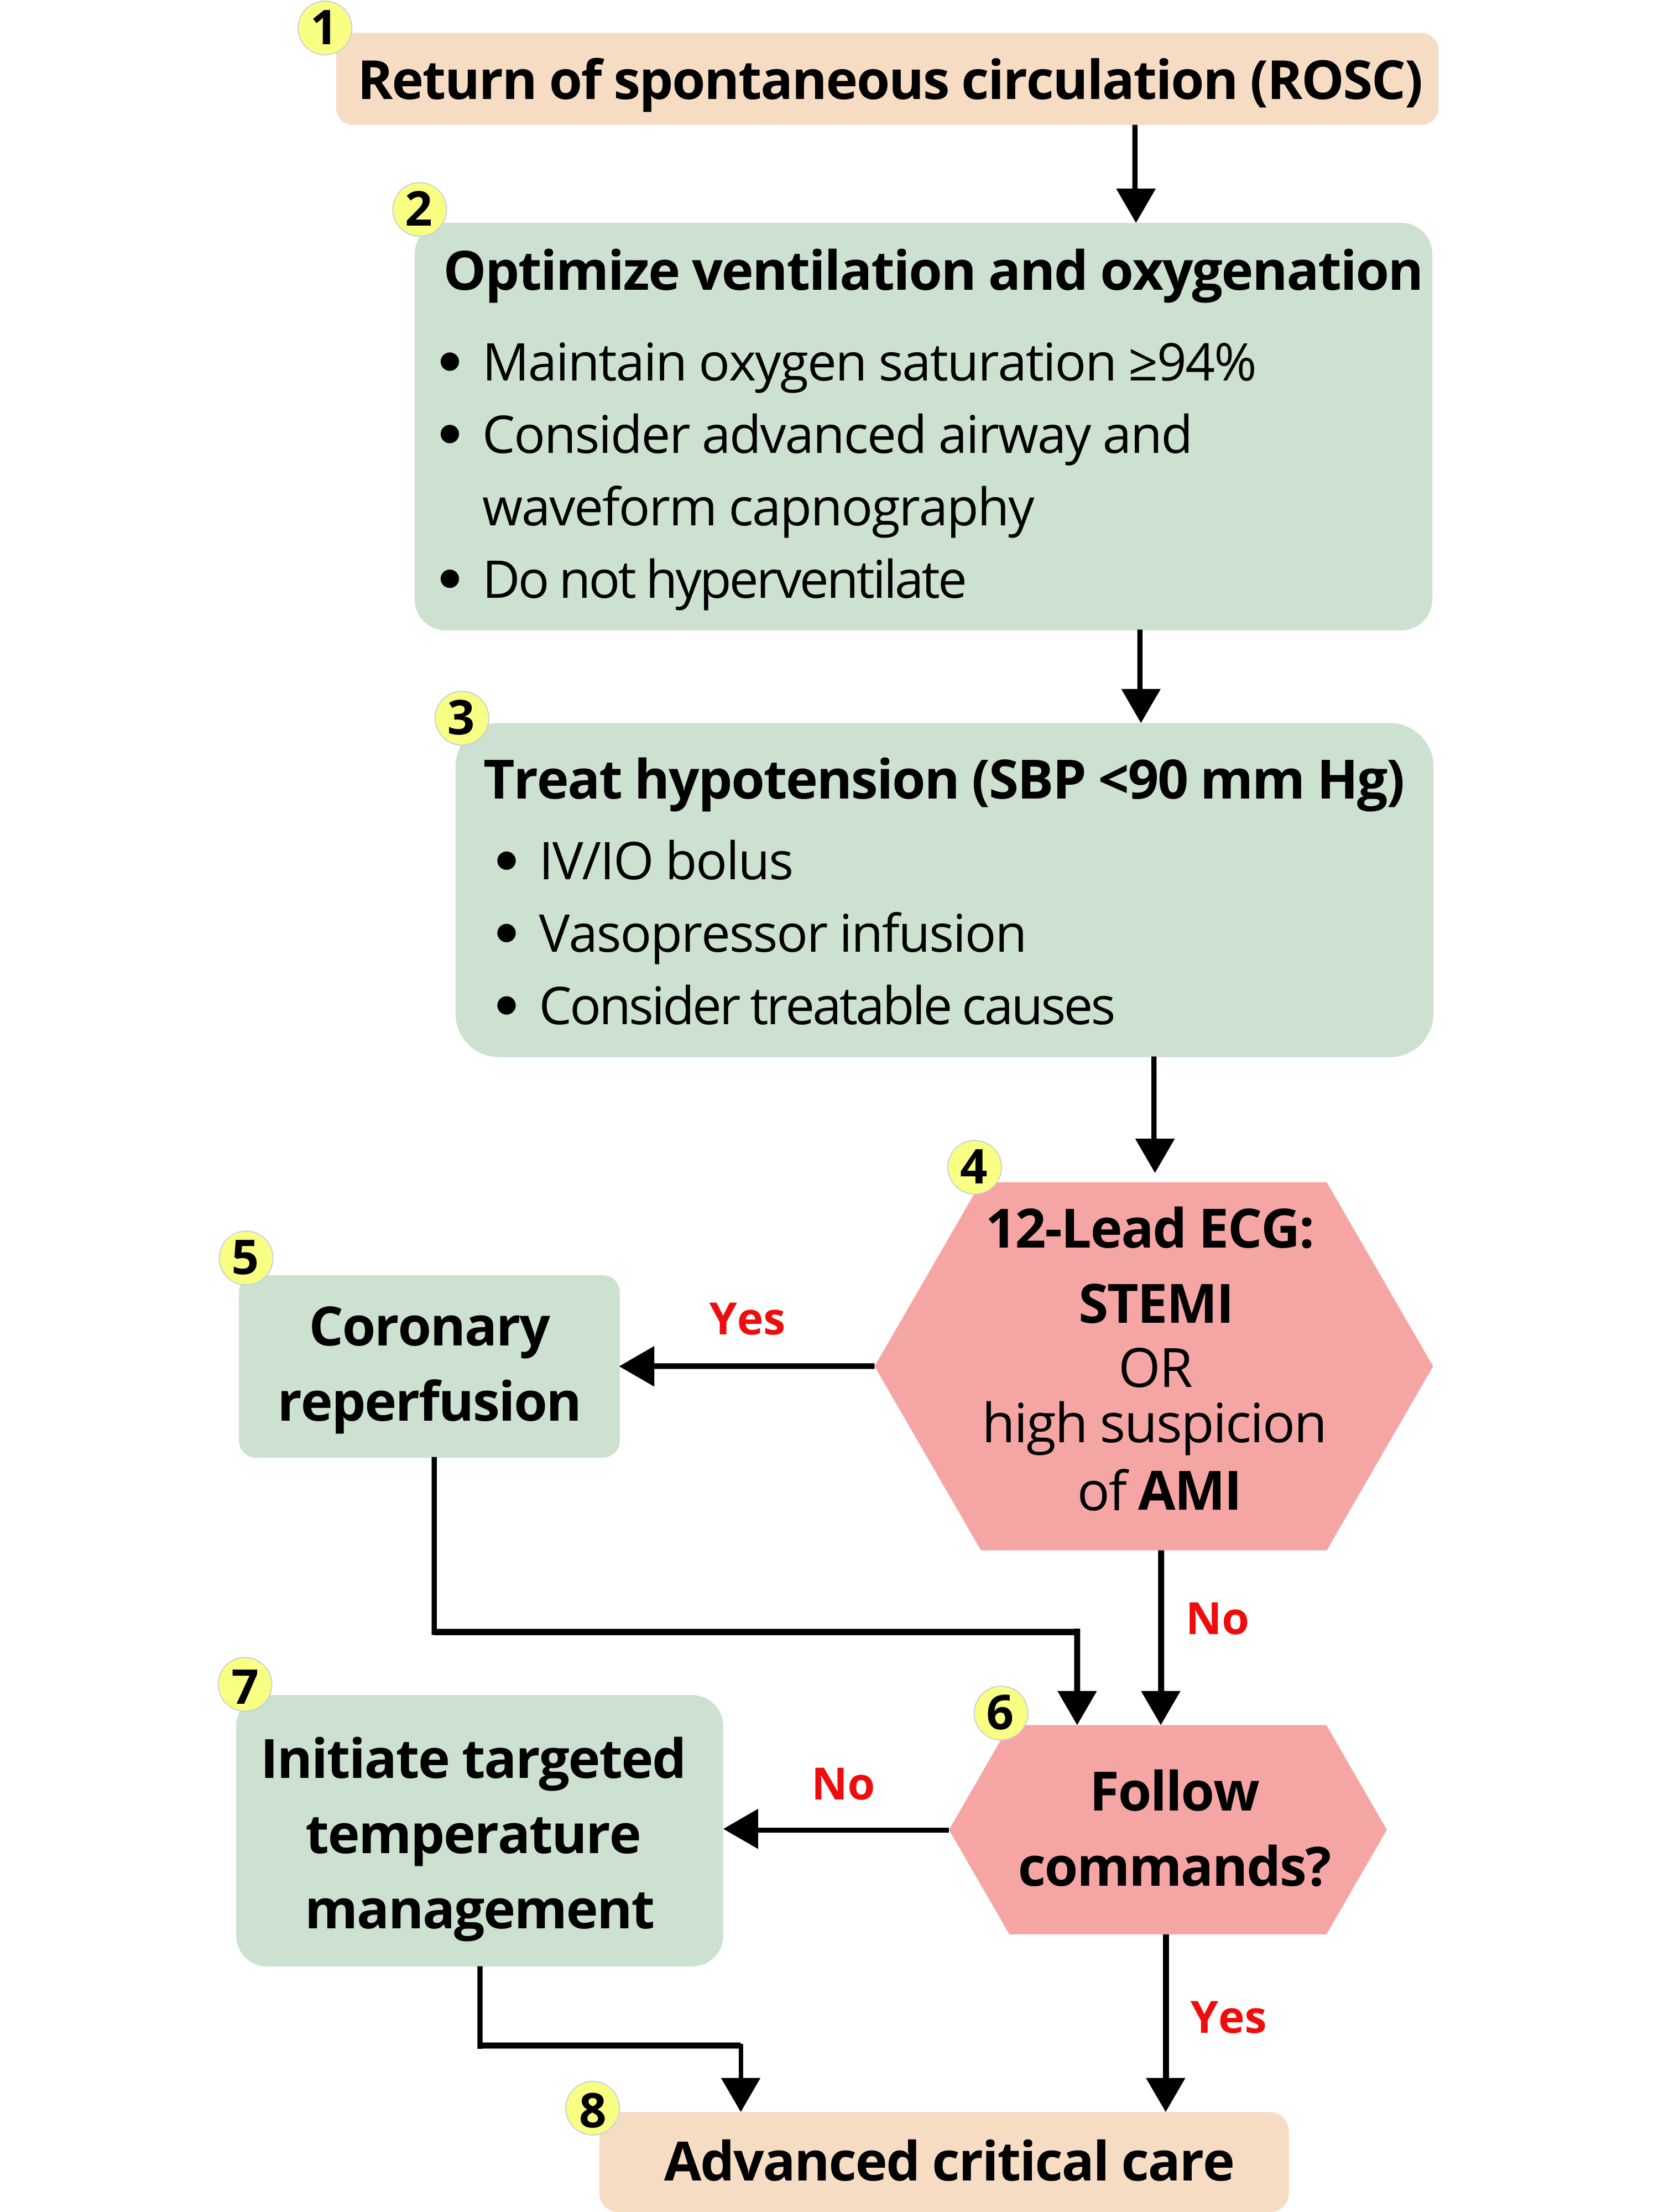 1
Return of spontaneous circulation (ROSC)
2
Optimize ventilation and oxygenation
• Maintain oxygen saturation ≥94%
• Consider advanced airway and
waveform capnography
• Do not hyperventilate
3
Treat hypotension (SBP <90 mm Hg)
• IV/IO bolus
• Vasopressor infusion
• Consider treatable causes
4
12-Lead ECG:
STEMI
OR
high suspicion
of AMI
Yes
5
Coronary
reperfusion
No
6
Follow
commands?
No
7
Initiate targeted
temperature
management
Yes
8
Advanced critical care